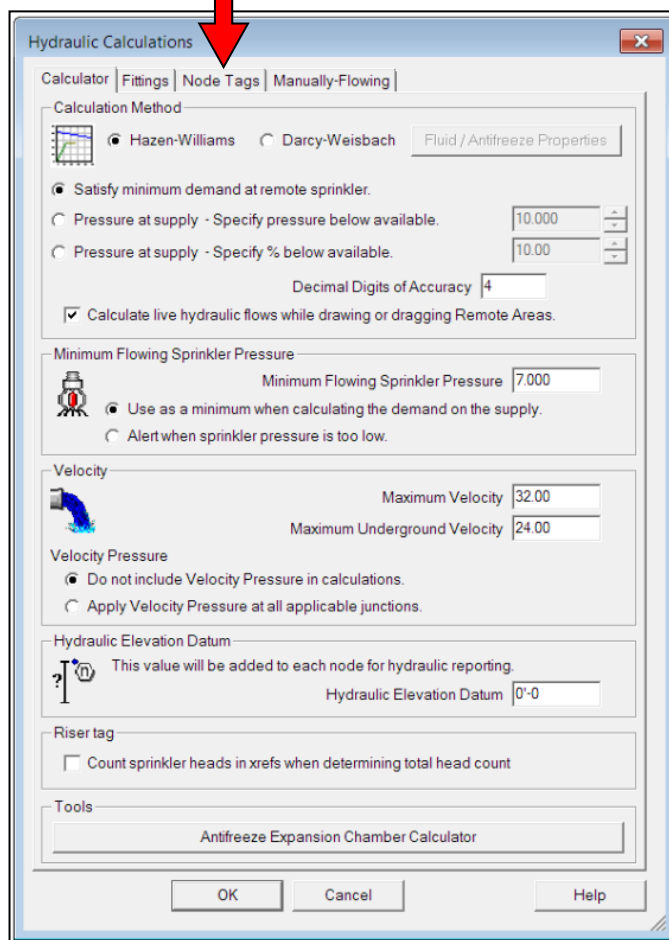 Hydraulic Calculations
Calculator Fittings Node Tags Manually-Flowing
Calculation Method
Hazen-Williams Darcy-Weisbach Fluid / Antifreeze Properties
Satisfy minimum demand at remote sprinkler.
Pressure at supply - Specify pressure below available. 10.000
Pressure at supply - Specify % below available. 10.00
Decimal Digits of Accuracy 4
Calculate live hydraulic flows while drawing or dragging Remote Areas.
Minimum Flowing Sprinkler Pressure
Minimum Flowing Sprinkler Pressure 7.000
Use as a minimum when calculating the demand on the supply.
Alert when sprinkler pressure is too low.
Velocity
Maximum Velocity 32.00
Maximum Underground Velocity 24.00
Velocity Pressure
Do not include Velocity Pressure in calculations.
Apply Velocity Pressure at all applicable junctions.
Hydraulic Elevation Datum
? n This value will be added to each node for hydraulic reporting.
Hydraulic Elevation Datum 0'-0
Riser tag
Count sprinkler heads in xrefs when determining total head count
Tools
Antifreeze Expansion Chamber Calculator
OK Cancel Help